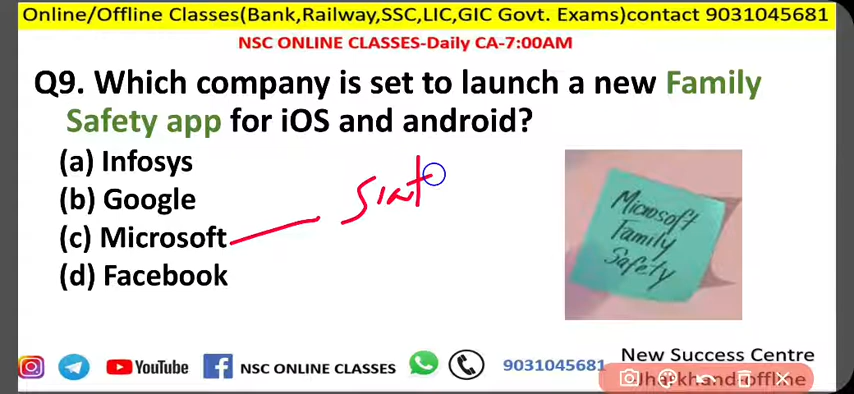 Online/Offline Classes(Bank,Railway,SSC,LIC,GIC Govt. Exams)contact 9031045681
NSC ONLINE CLASSES-Daily CA-7:00AM
Q9. Which company is set to launch a new Family
Safety app for iOS and android?
(a) Infosys
(b) Google
(c) Microsoft
(d) Facebook
Microsoft
Family
Safety
YouTube NSC ONLINE CLASSES 9031045681
New Success Centre
Jharkhand-offline